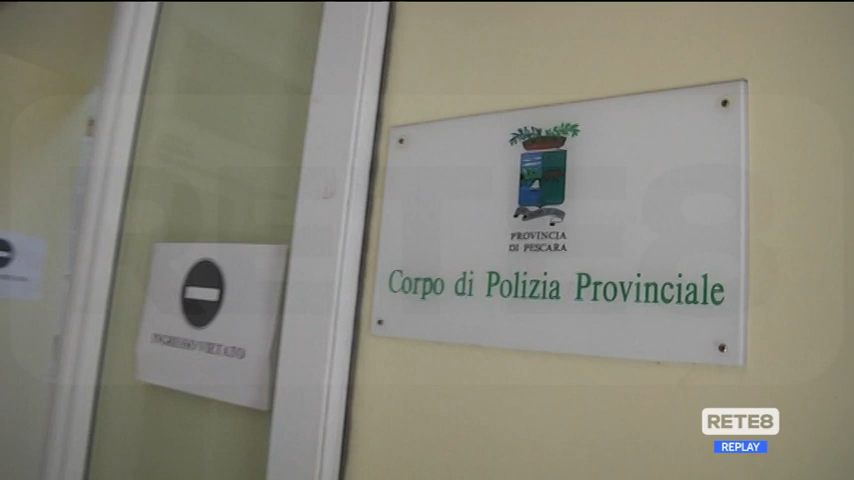 PROVINCIA
DI PESCARA
Corpo di Polizia Provinciale
INGRESSO VIETATO
RETE8
REPLAY